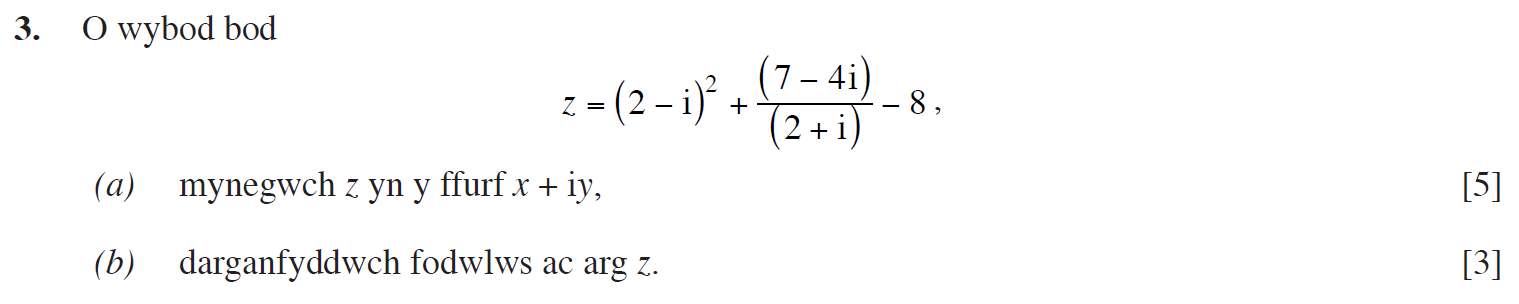 3. O wybod bod
z = (2 – i)² + (7 – 4i)/(2 + i) – 8 ,
(a) mynegwch z yn y ffurf x + iy, [5]
(b) darganfyddwch fodwlws ac arg z. [3]